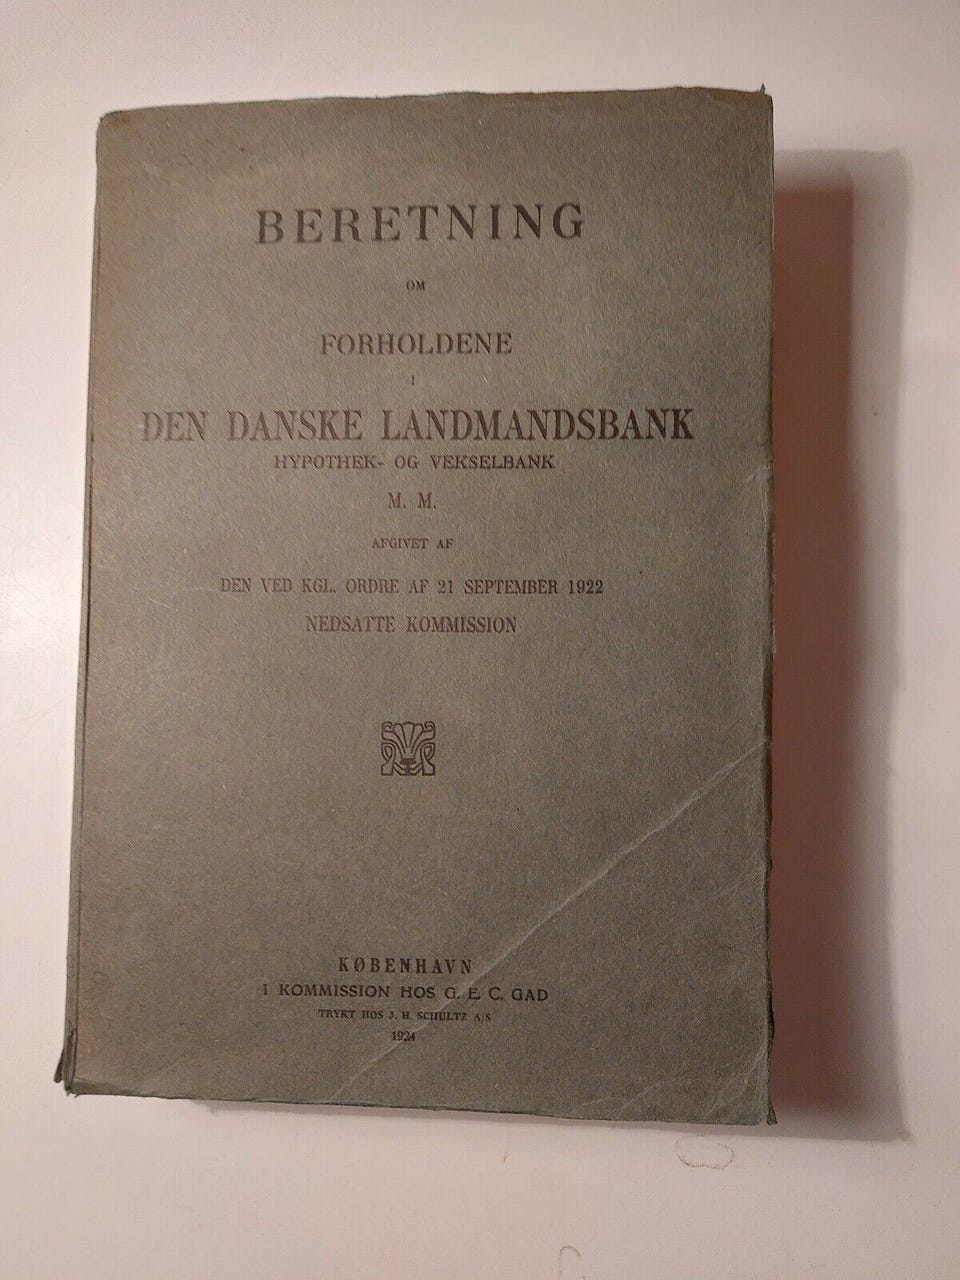 BERETNING
OM
FORHOLDENE
I
DEN DANSKE LANDMANDSBANK
HYPOTHEK- OG VEKSELBANK
M. M.
AFGIVET AF
DEN VED KGL. ORDRE AF 21 SEPTEMBER 1922
NEDSATTE KOMMISSION
KØBENHAVN
I KOMMISSION HOS G. E. C. GAD
TRYKT HOS J. H. SCHULTZ A/S
1924